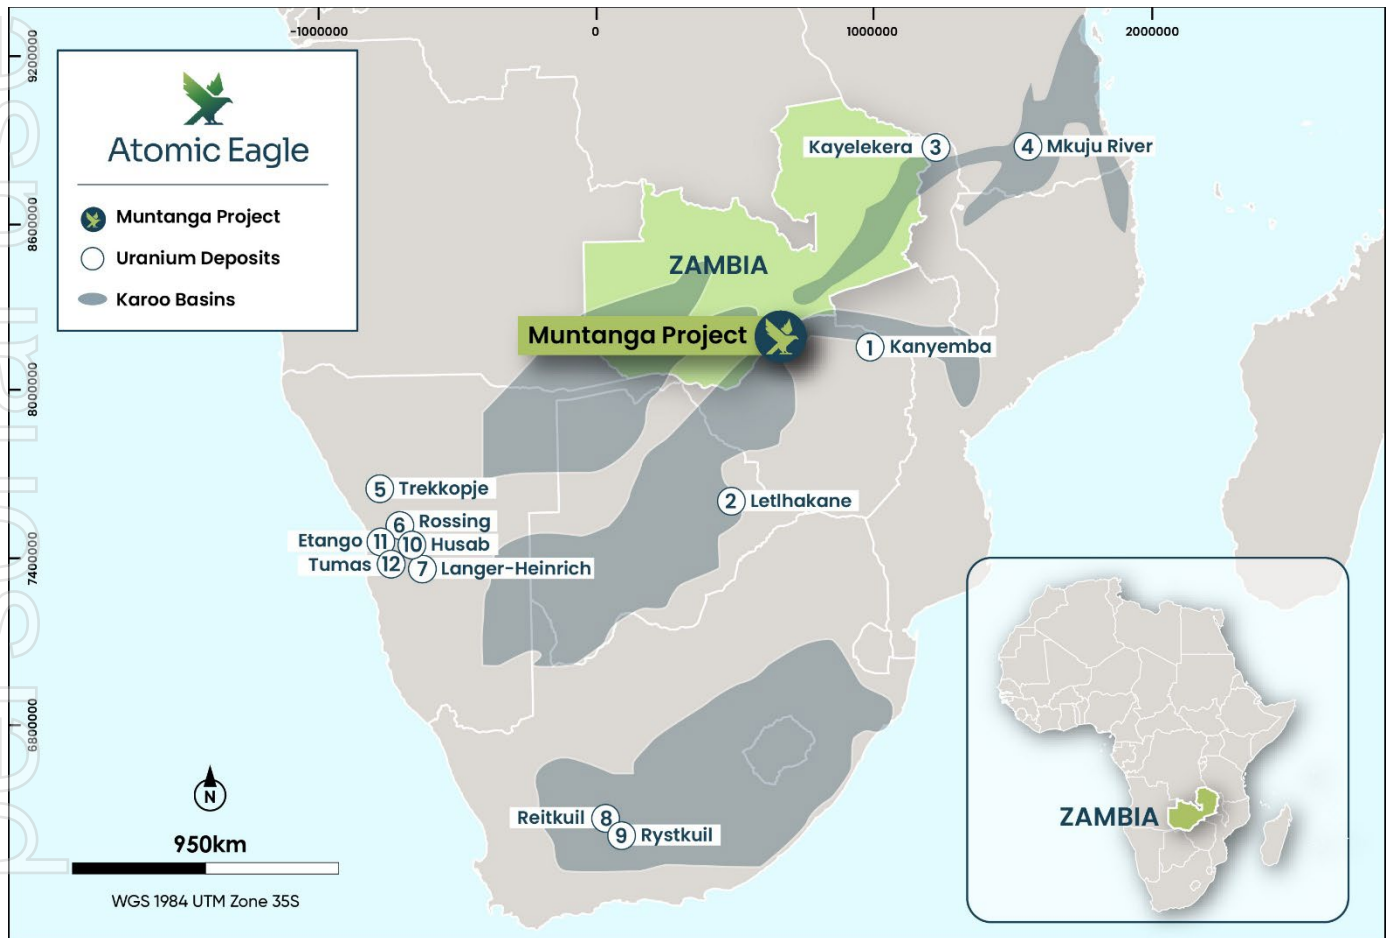 -1000000
0
1000000
2000000
9200000
8600000
8000000
7400000
6800000
Atomic Eagle
Muntanga Project
Uranium Deposits
Karoo Basins
Kayelekera 3
4 Mkuju River
ZAMBIA
Muntanga Project
1 Kanyemba
2 Letlhakane
5 Trekkopje
6 Rossing
Etango 11
10 Husab
Tumas 12
7 Langer-Heinrich
Reitkuil 8
9 Rystkuil
N
950km
WGS 1984 UTM Zone 35S
ZAMBIA